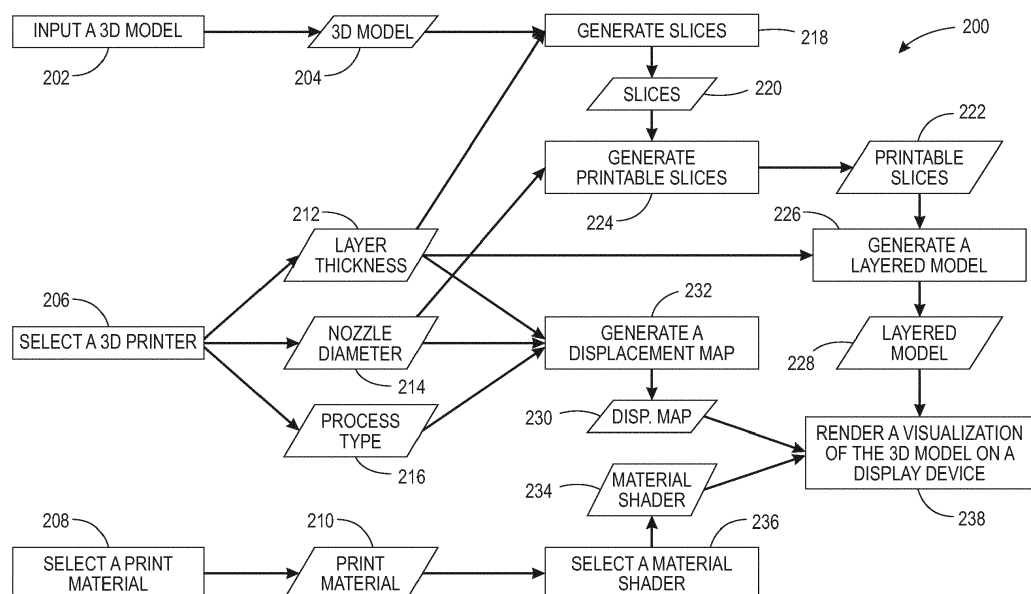 INPUT A 3D MODEL
202
3D MODEL
204
GENERATE SLICES
218
200
SLICES
220
GENERATE
PRINTABLE SLICES
224
222
PRINTABLE
SLICES
212
LAYER
THICKNESS
226
GENERATE A
LAYERED MODEL
206
SELECT A 3D PRINTER
NOZZLE
DIAMETER
214
232
GENERATE A
DISPLACEMENT MAP
LAYERED
MODEL
228
PROCESS
TYPE
216
230
DISP. MAP
RENDER A VISUALIZATION
OF THE 3D MODEL ON A
DISPLAY DEVICE
238
234
MATERIAL
SHADER
208
SELECT A PRINT
MATERIAL
210
PRINT
MATERIAL
236
SELECT A MATERIAL
SHADER